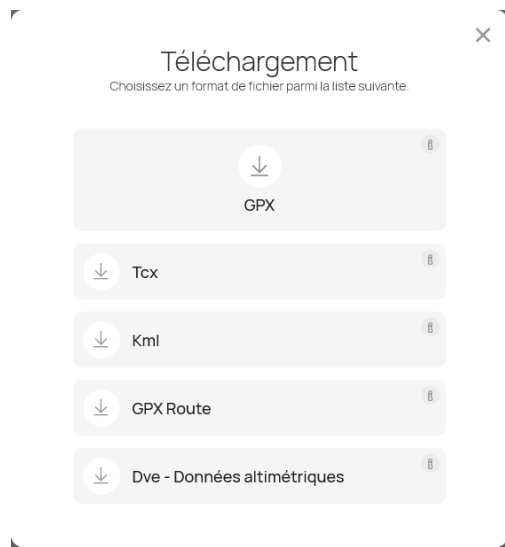 Téléchargement
Choisissez un format de fichier parmi la liste suivante.
GPX
Tcx
Kml
GPX Route
Dve - Données altimétriques